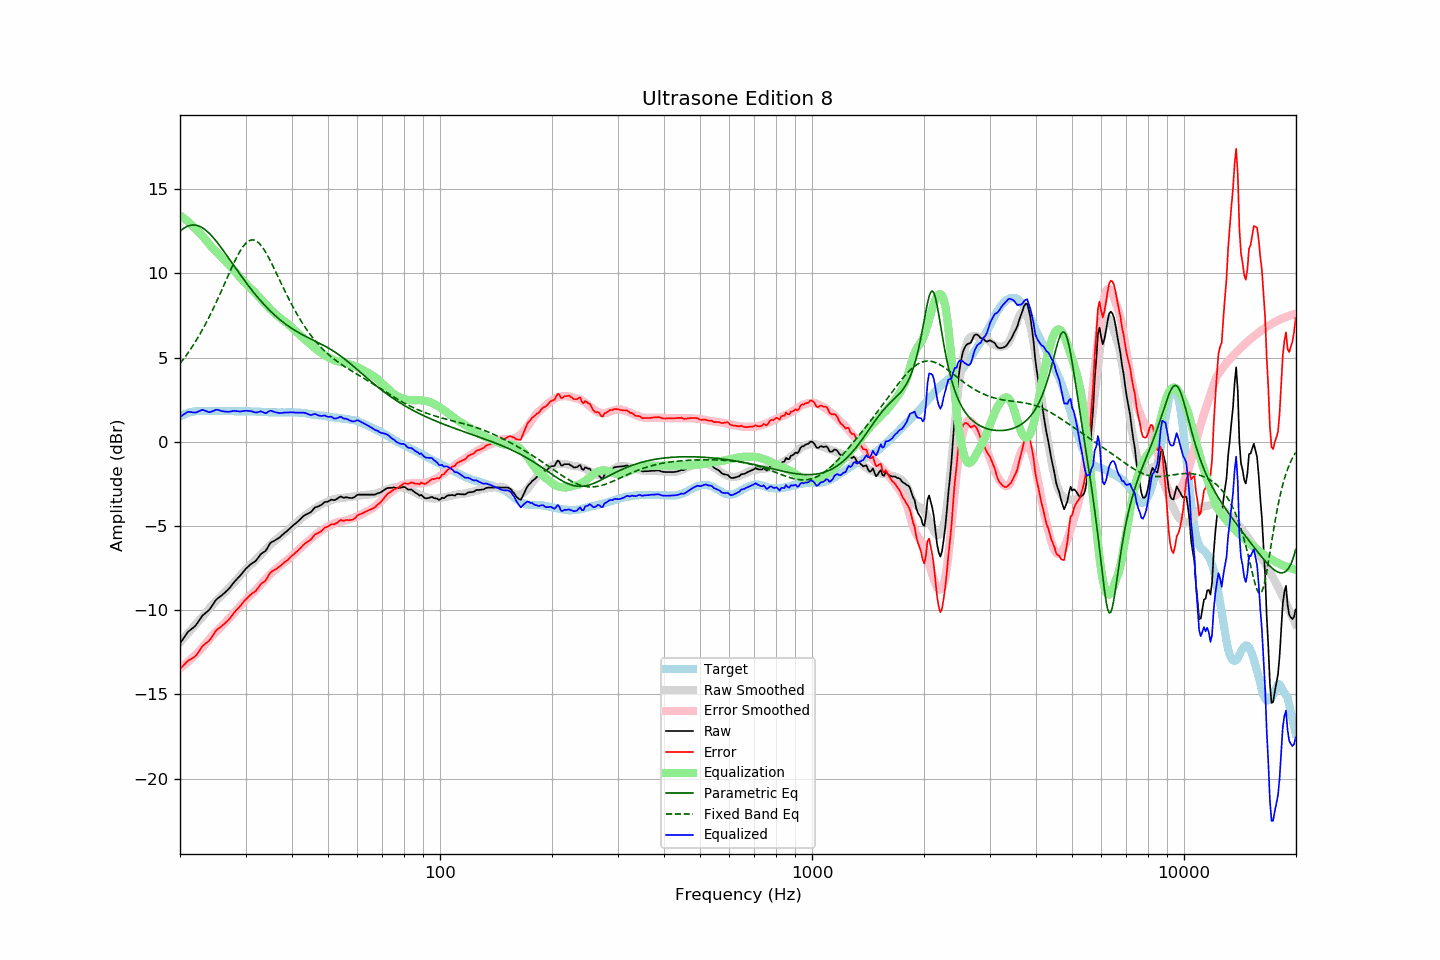 Ultrasone Edition 8
Amplitude (dBr)
15
10
5
0
−5
−10
−15
−20
Target
Raw Smoothed
Error Smoothed
Raw
Error
Equalization
Parametric Eq
Fixed Band Eq
Equalized
100
1000
10000
Frequency (Hz)